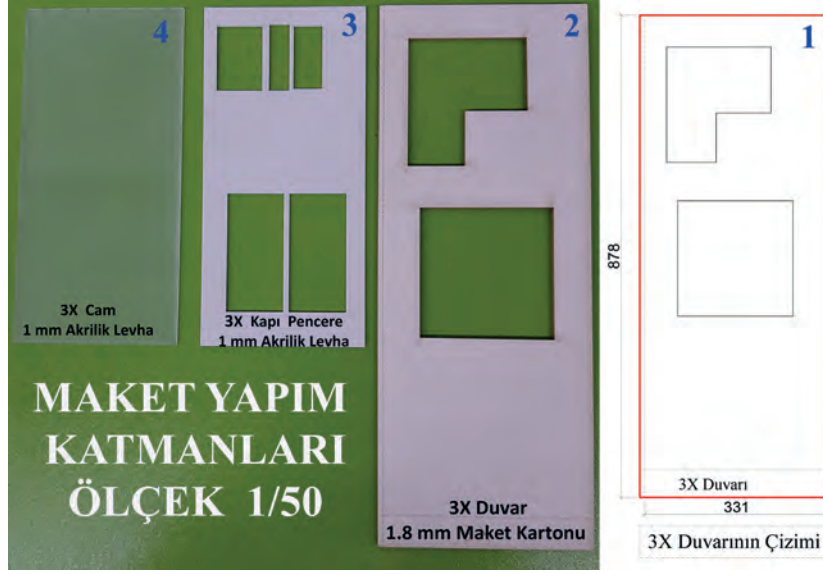 4
3
2
1
3X Cam
1 mm Akrilik Levha
3X Kapı Pencere
1 mm Akrilik Levha
MAKET YAPIM
KATMANLARI
ÖLÇEK 1/50
3X Duvar
1.8 mm Maket Kartonu
878
3X Duvarı
331
3X Duvarının Çizimi